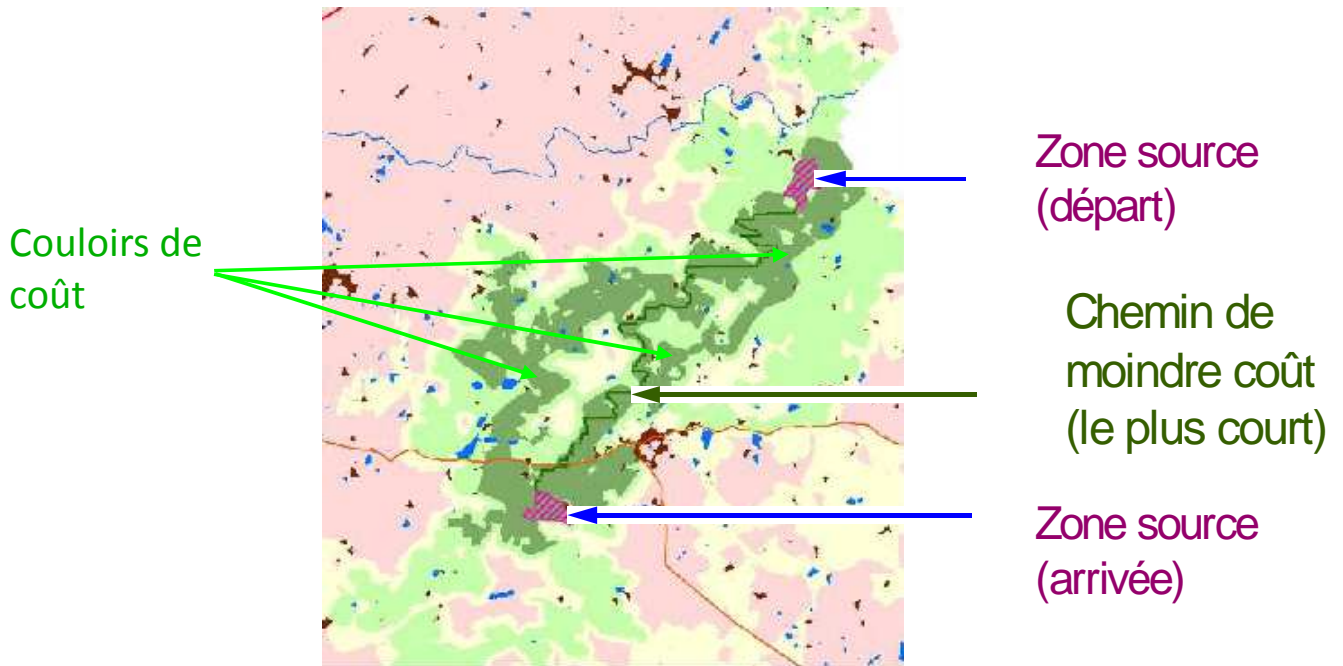 Couloirs de
coût
Zone source
(départ)
Chemin de
moindre coût
(le plus court)
Zone source
(arrivée)